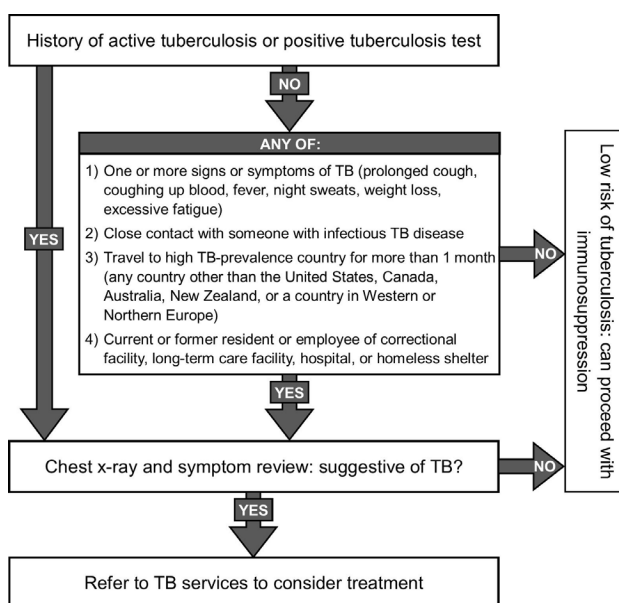 History of active tuberculosis or positive tuberculosis test
NO
ANY OF:
1) One or more signs or symptoms of TB (prolonged cough,
coughing up blood, fever, night sweats, weight loss,
excessive fatigue)
2) Close contact with someone with infectious TB disease
3) Travel to high TB-prevalence country for more than 1 month
(any country other than the United States, Canada,
Australia, New Zealand, or a country in Western or
Northern Europe)
4) Current or former resident or employee of correctional
facility, long-term care facility, hospital, or homeless shelter
YES
NO
Low risk of tuberculosis: can proceed with
immunosuppression
YES
Chest x-ray and symptom review: suggestive of TB?
NO
YES
Refer to TB services to consider treatment